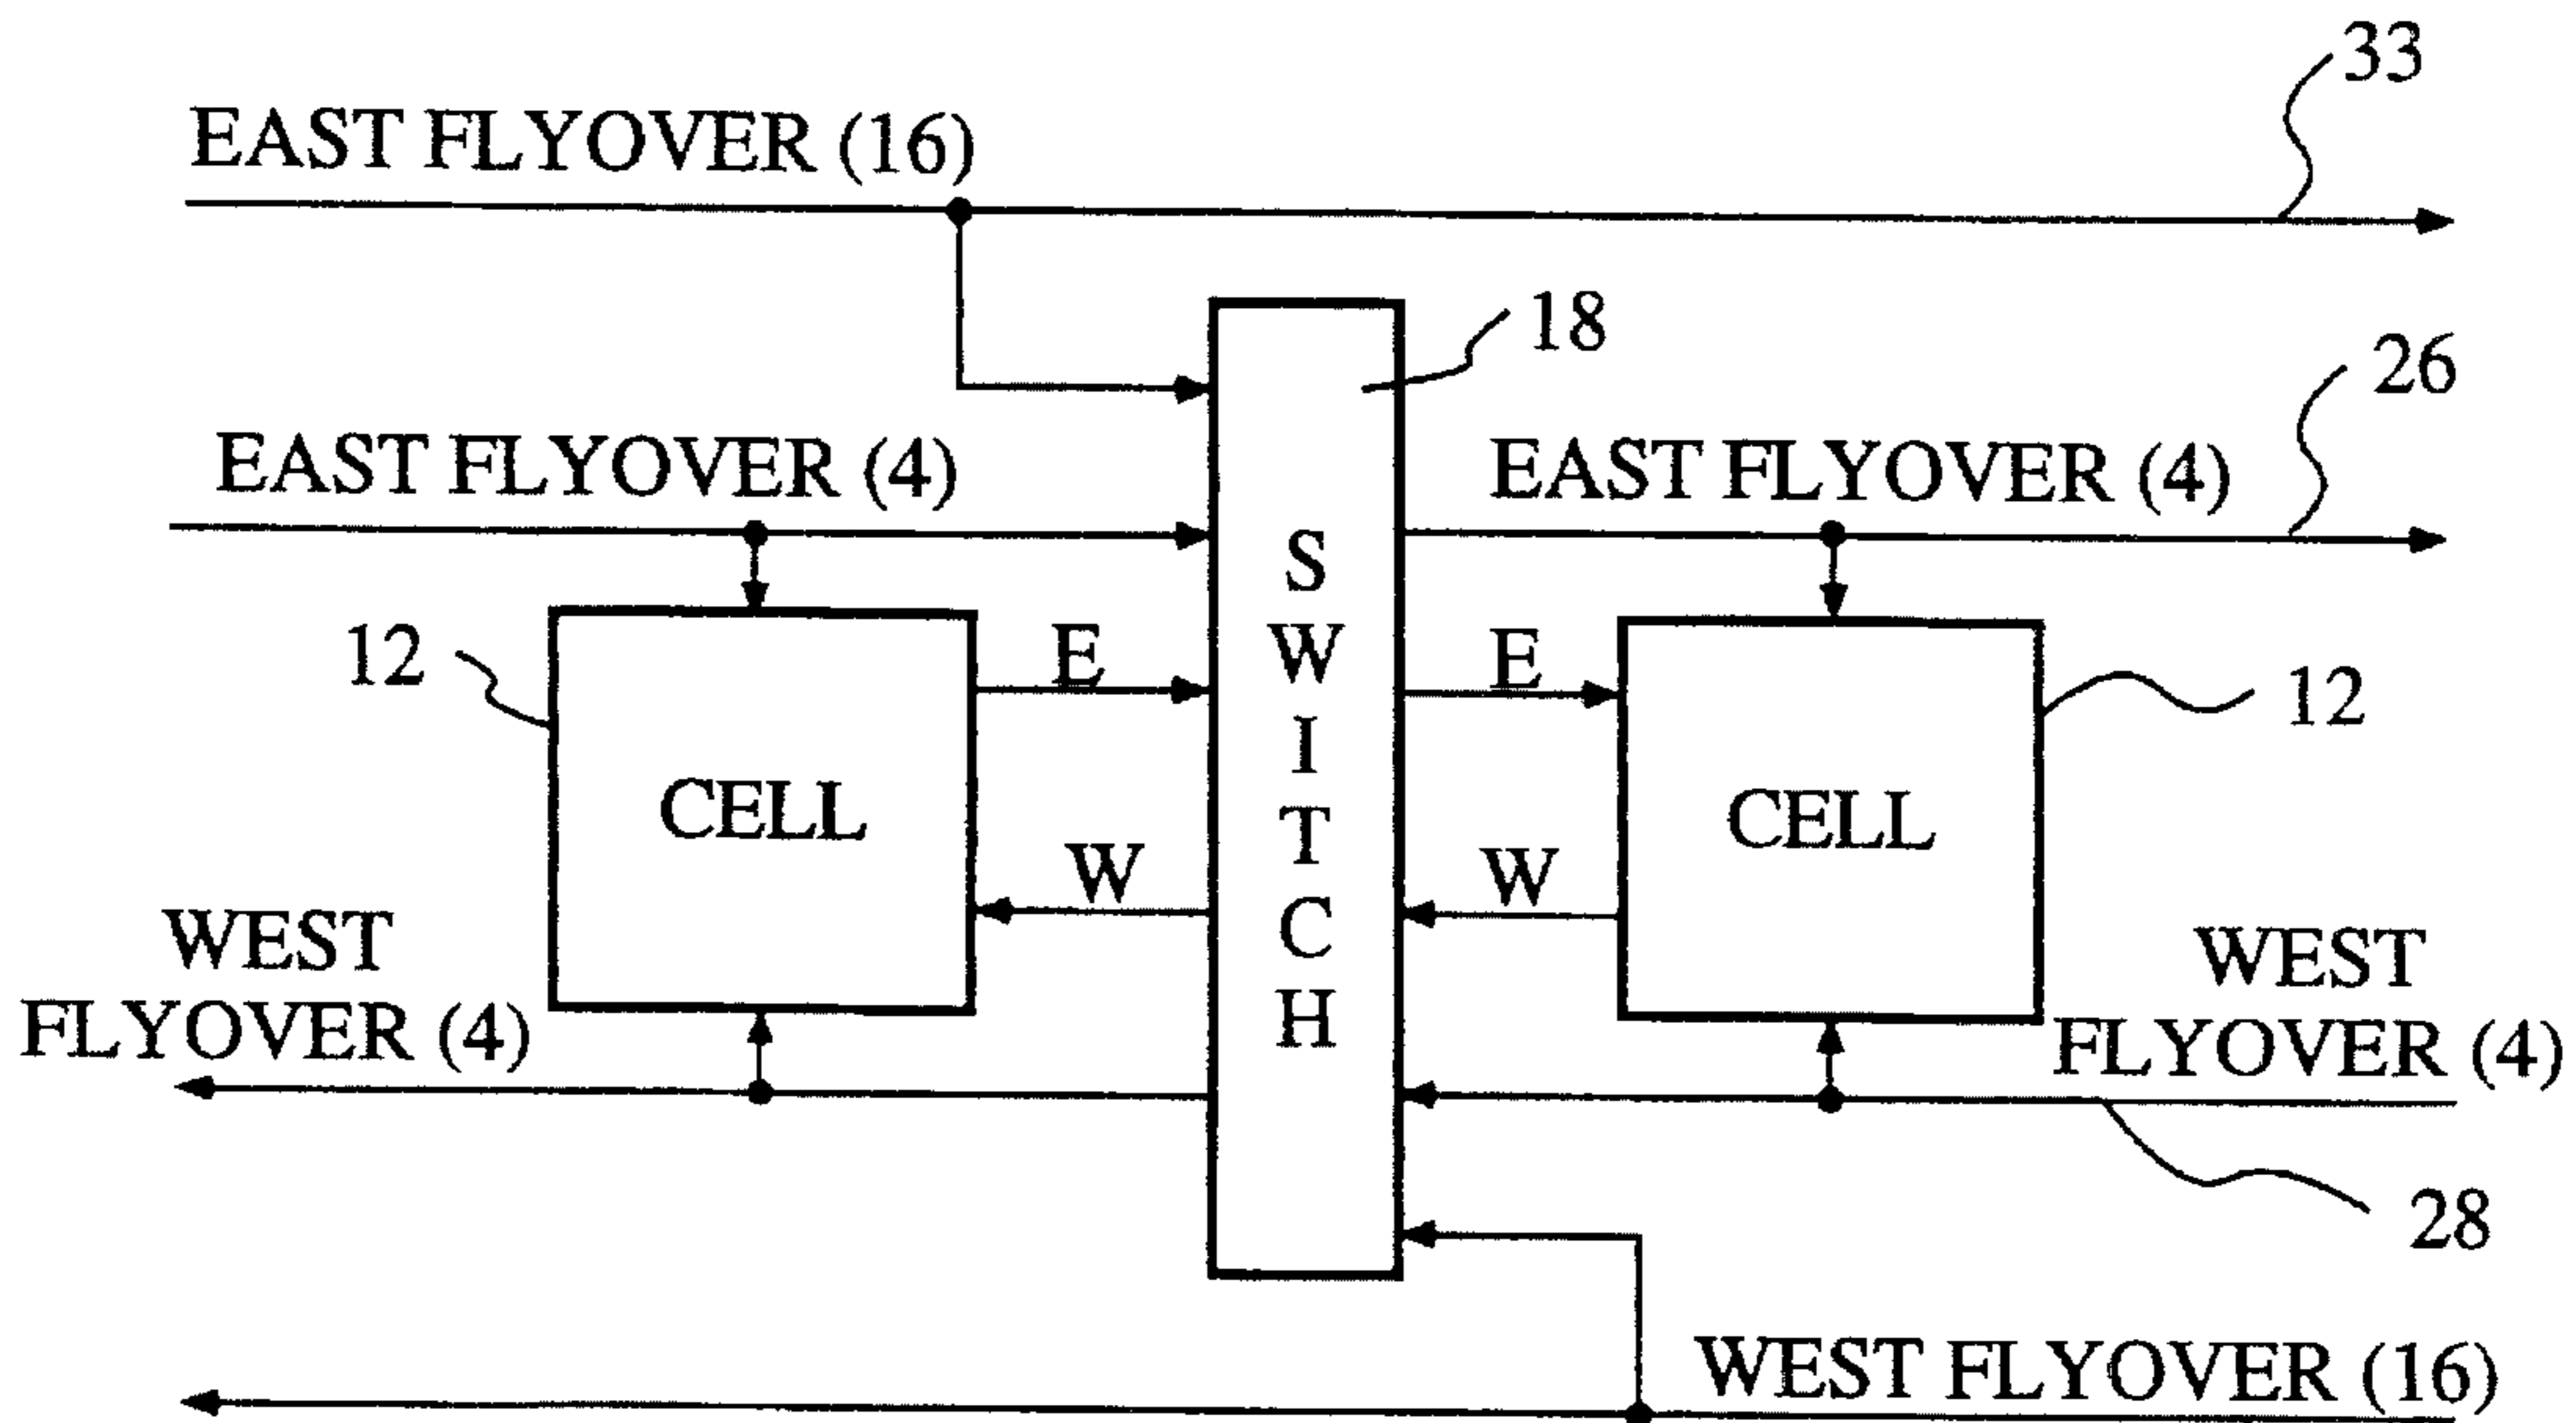 33
EAST FLYOVER (16)
18
26
EAST FLYOVER (4)
EAST FLYOVER (4)
SWITCH
12
E
E
12
CELL
CELL
W
W
WEST
FLYOVER (4)
WEST
FLYOVER (4)
28
WEST FLYOVER (16)